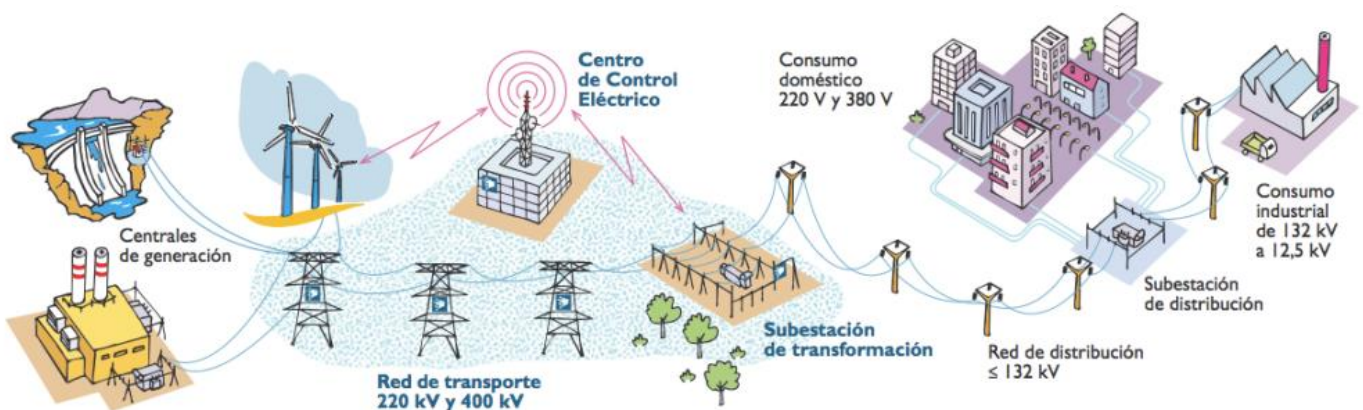 Centro
de Control
Eléctrico
Consumo
doméstico
220 V y 380 V
Centrales
de generación
Consumo
industrial
de 132 kV
a 12,5 kV
Subestación
de distribución
Subestación
de transformación
Red de distribución
≤ 132 kV
Red de transporte
220 kV y 400 kV